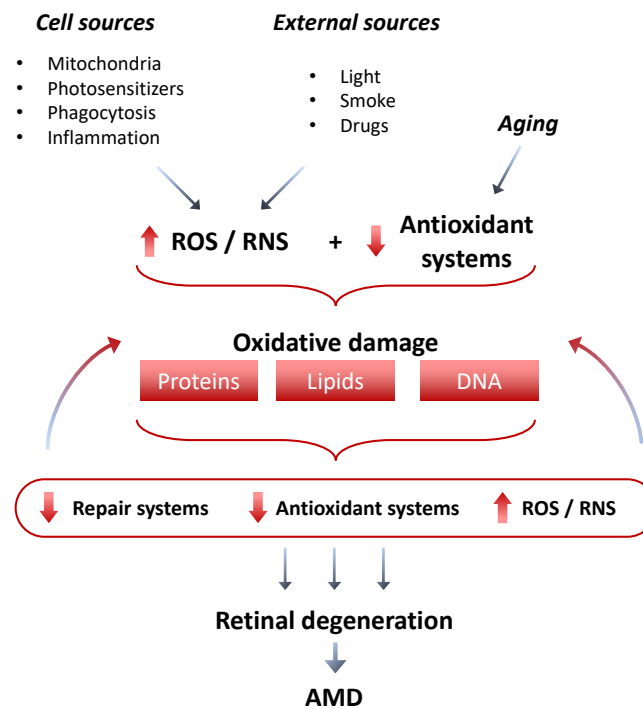 Cell sources
External sources
• Mitochondria
• Photosensitizers
• Phagocytosis
• Inflammation
• Light
• Smoke
• Drugs
Aging
ROS / RNS + Antioxidant
systems
Oxidative damage
Proteins Lipids DNA
Repair systems Antioxidant systems ROS / RNS
Retinal degeneration
AMD